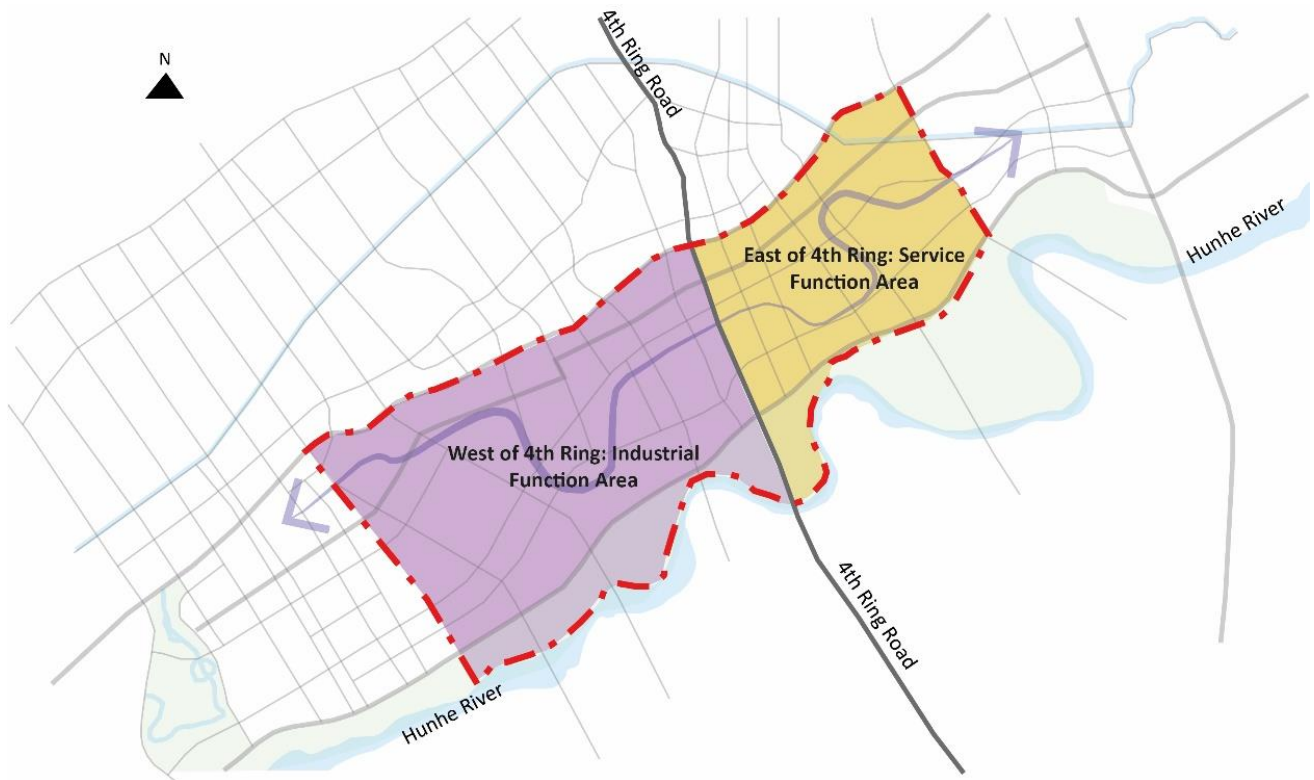 N
4th Ring Road
Hunhe River
East of 4th Ring: Service
Function Area
West of 4th Ring: Industrial
Function Area
4th Ring Road
Hunhe River